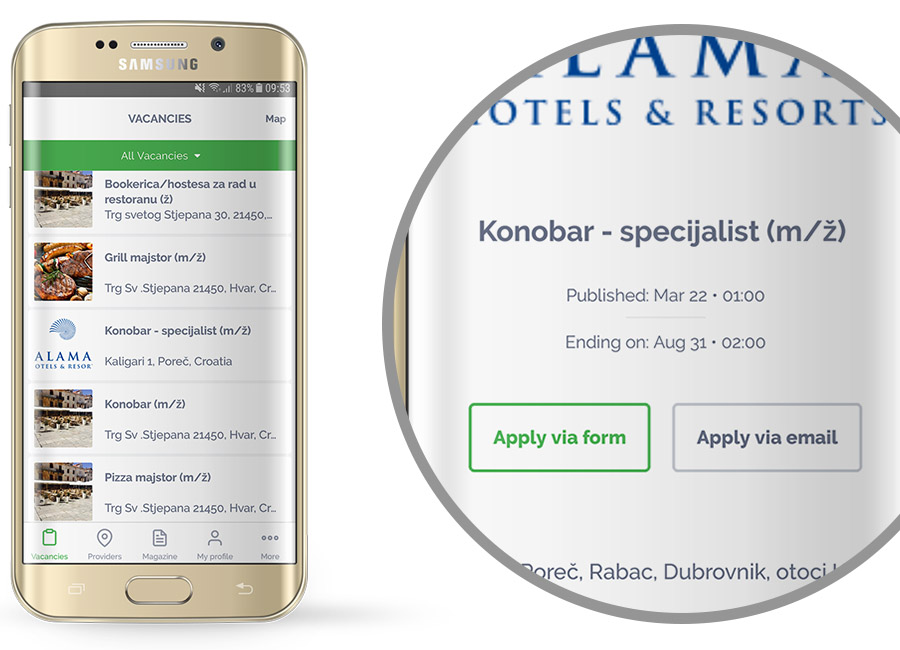 SAMSUNG
83% 09:53
VACANCIES
Map
All Vacancies
Bookerica/hostesa za rad u
restoranu (ž)
Trg svetog Stjepana 30, 21450,...
Grill majstor (m/ž)
Trg Sv .Stjepana 21450, Hvar, Cr...
ALAMA
OTELS & RESOR
Konobar - specijalist (m/ž)
Kaligari 1, Poreč, Croatia
Konobar (m/ž)
Trg Sv .Stjepana 21450, Hvar, Cr...
Pizza majstor (m/ž)
Trg Sv .Stjepana 21450, Hvar, Cr...
Vacancies
Providers
Magazine
My profile
More
LAMA
OTELS & RESORTS
Konobar - specijalist (m/ž)
Published: Mar 22 • 01:00
Ending on: Aug 31 • 02:00
Apply via form
Apply via email
Poreč, Rabac, Dubrovnik, otoci